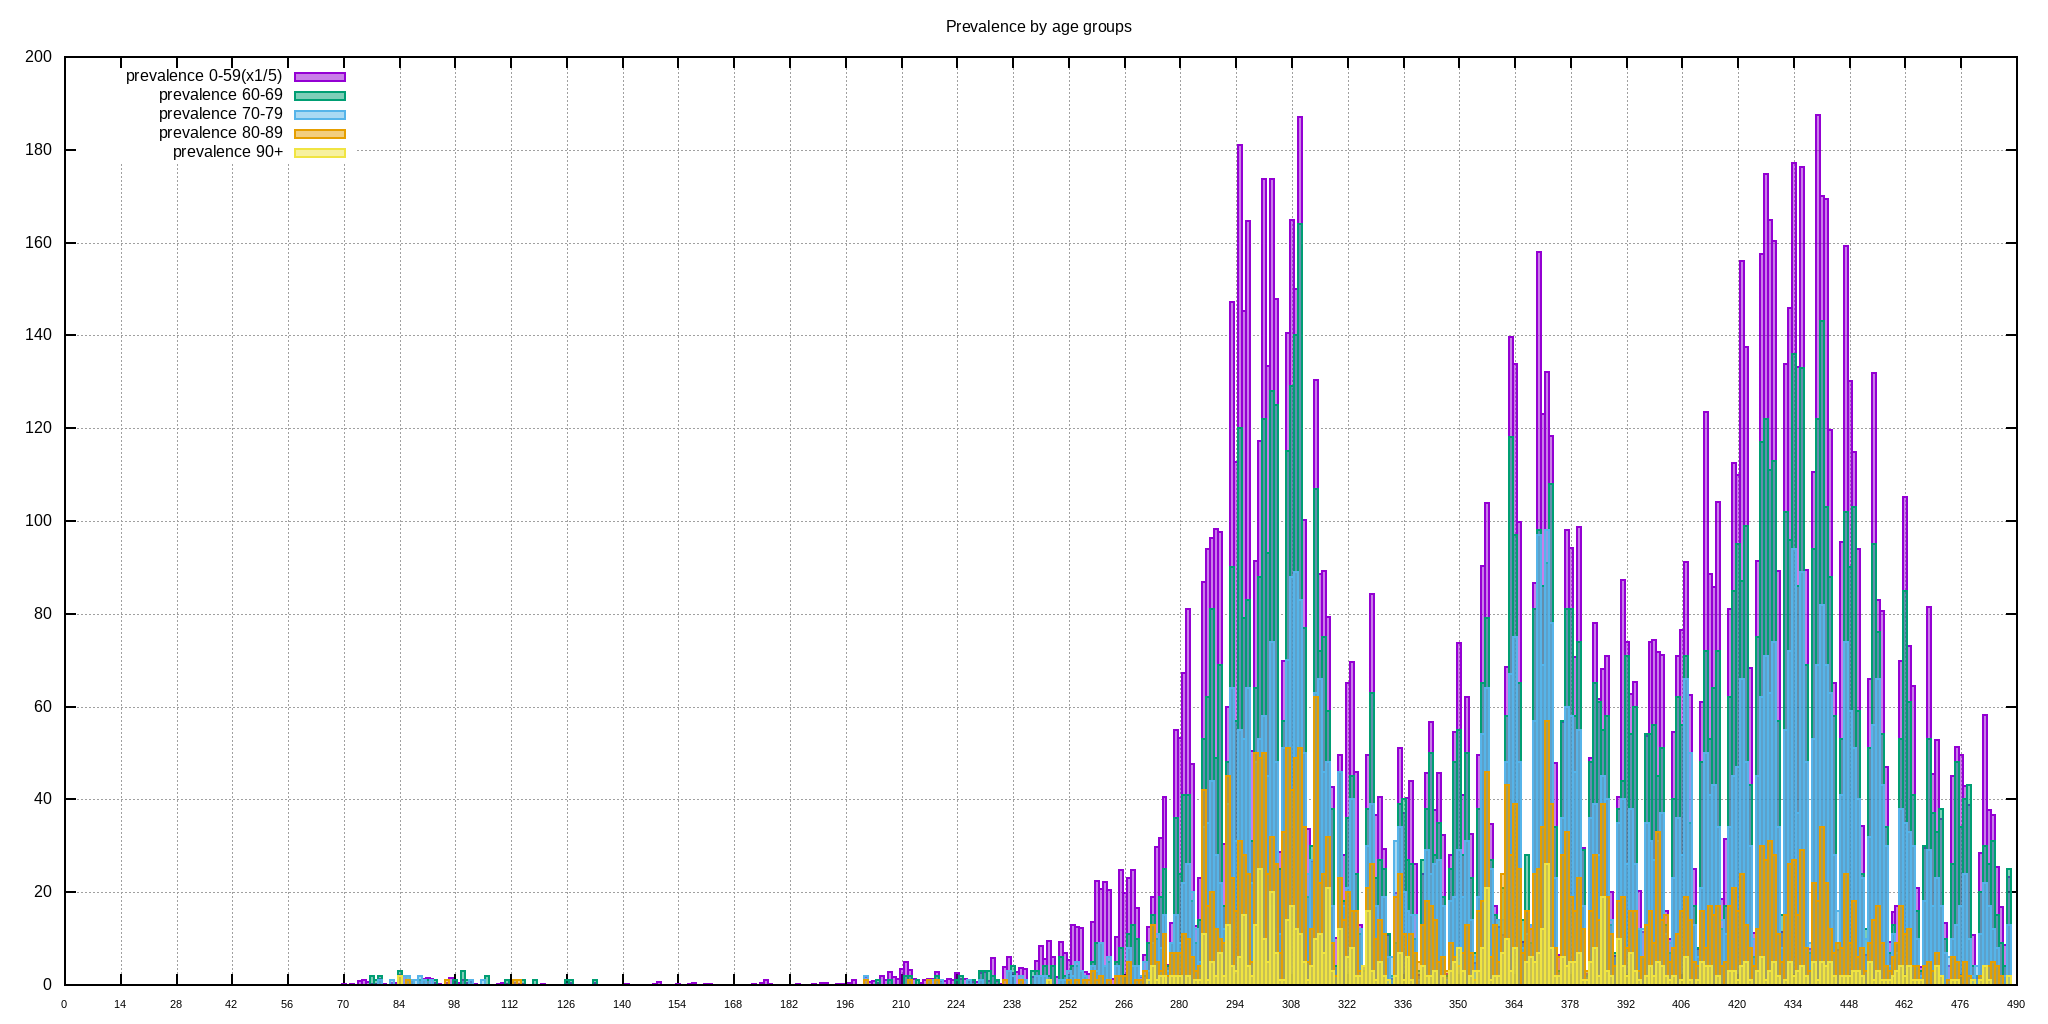 Prevalence by age groups
prevalence 0-59(x1/5)
prevalence 60-69
prevalence 70-79
prevalence 80-89
prevalence 90+
200
180
160
140
120
100
80
60
40
20
0
0 14 28 42 56 70 84 98 112 126 140 154 168 182 196 210 224 238 252 266 280 294 308 322 336 350 364 378 392 406 420 434 448 462 476 490